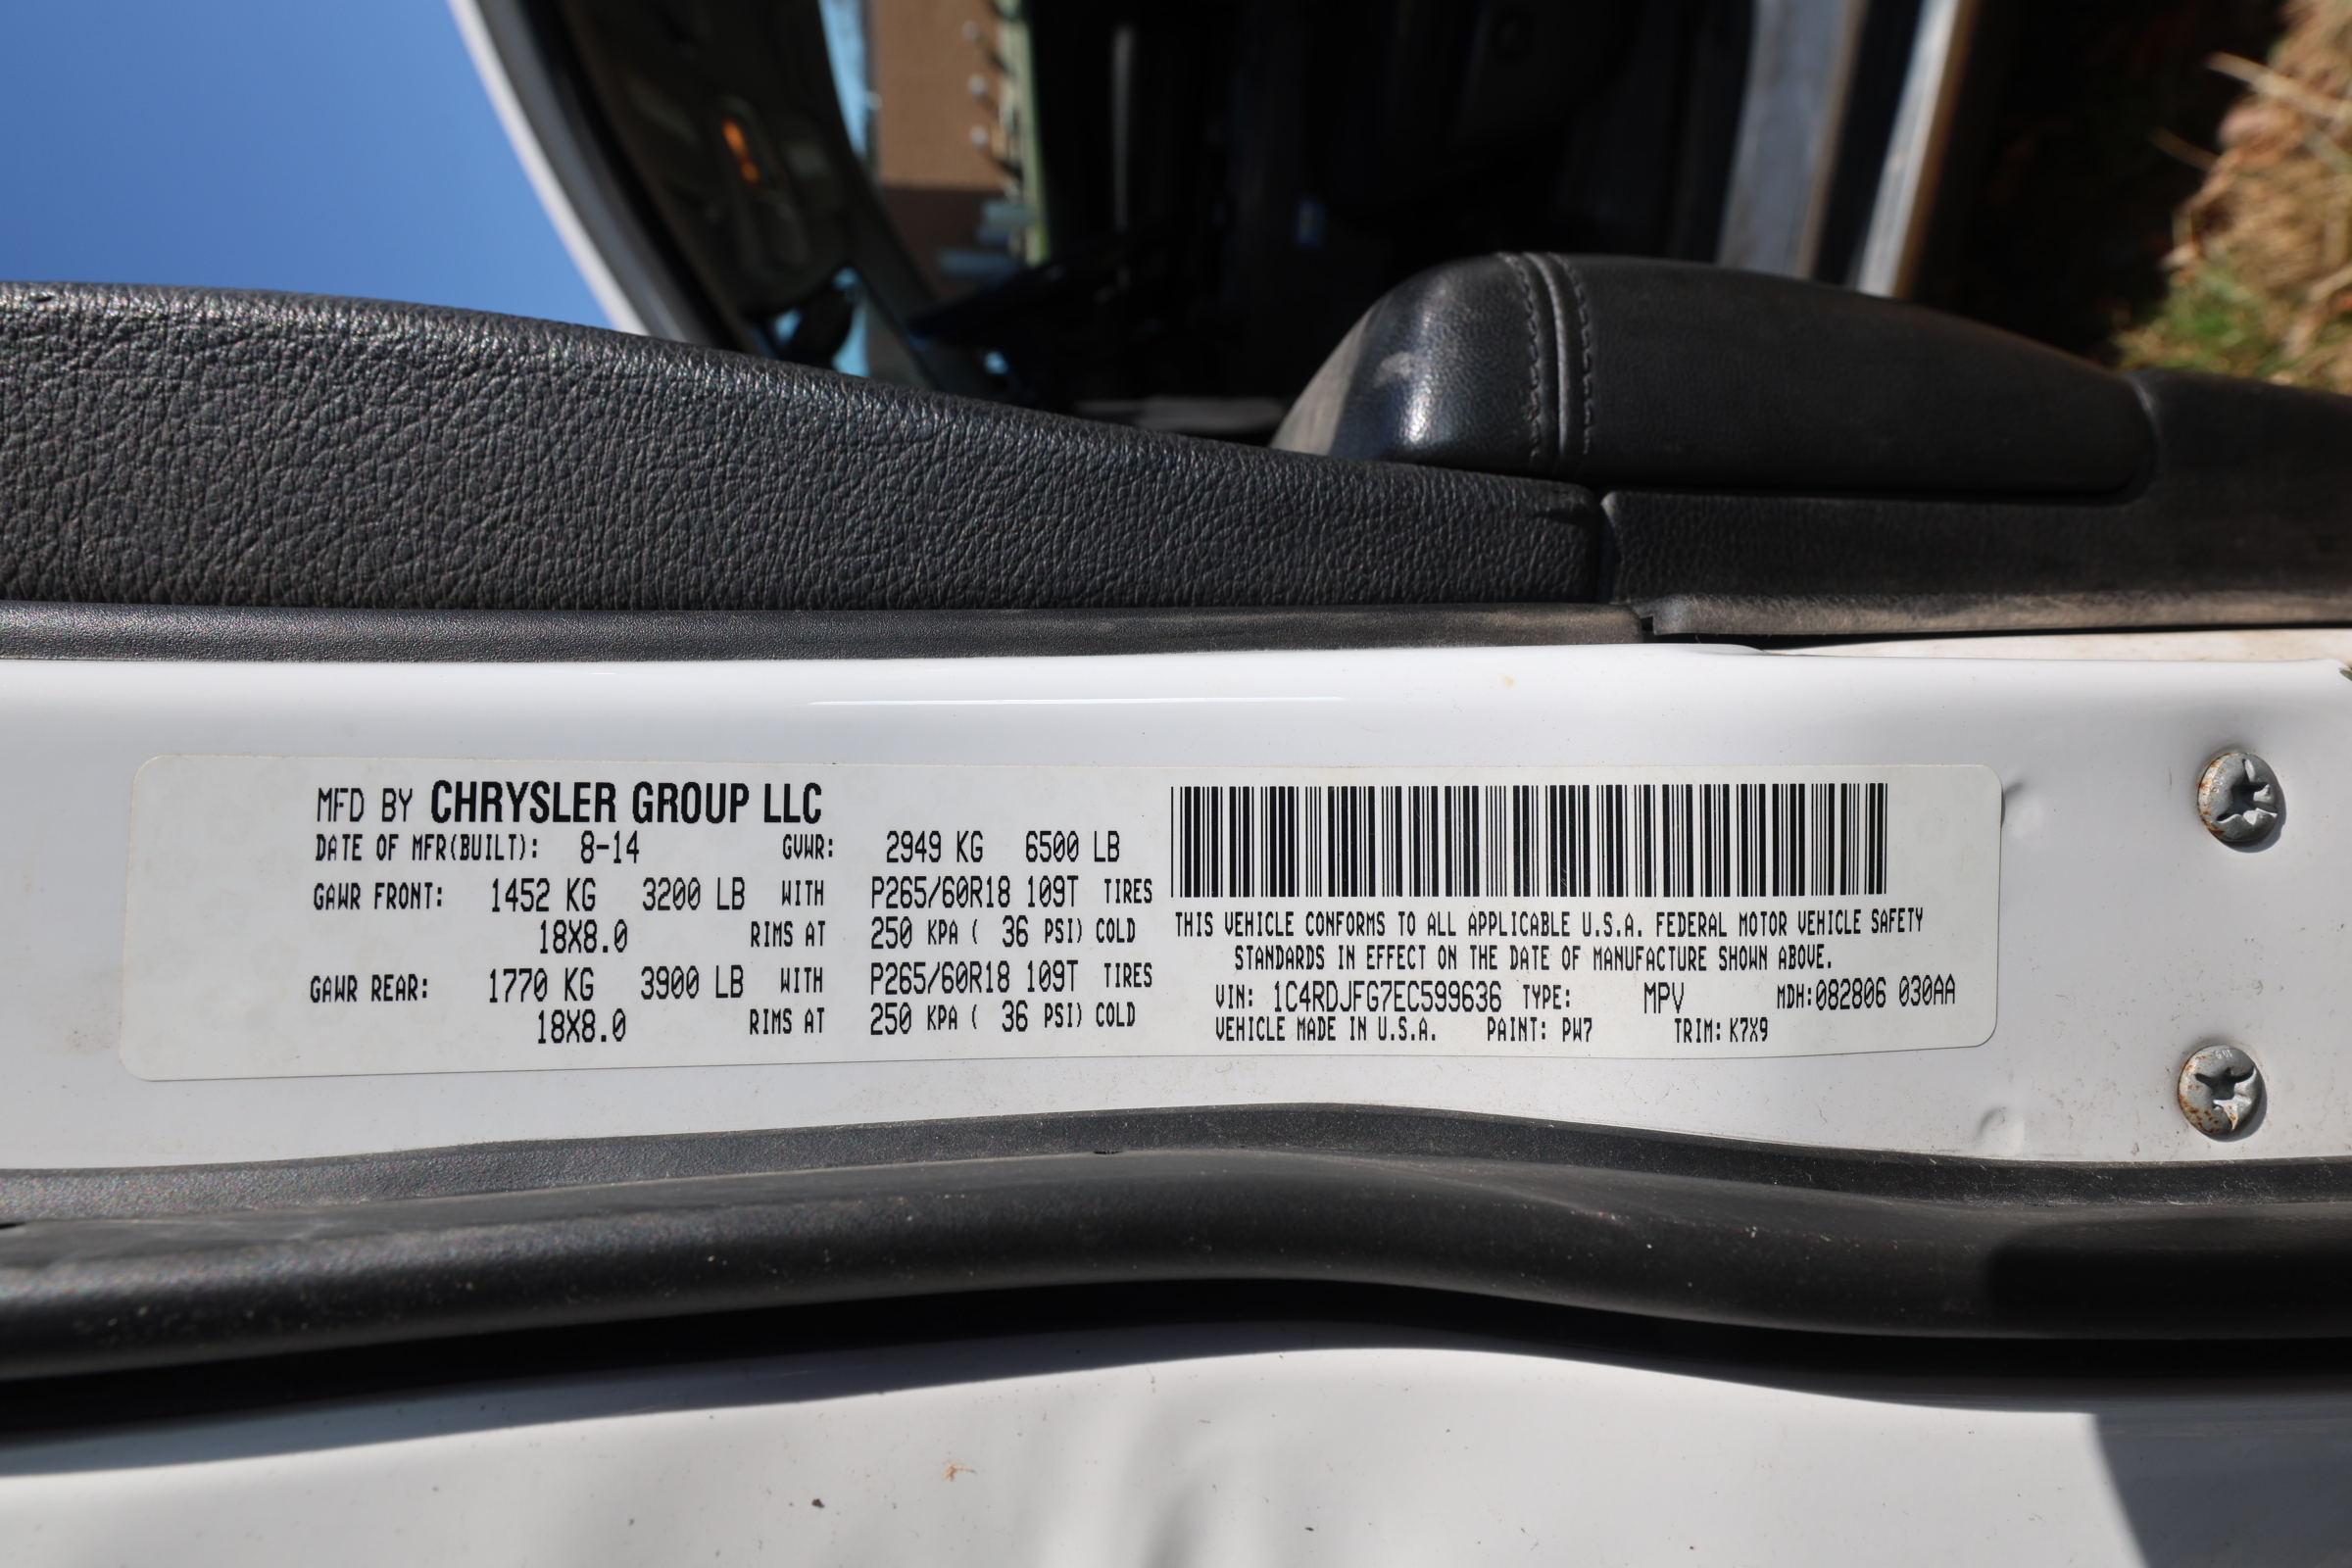 MFD BY CHRYSLER GROUP LLC
DATE OF MFR(BUILT): 8-14 GVWR: 2949 KG 6500 LB
GAWR FRONT: 1452 KG 3200 LB WITH P265/60R18 109T TIRES
18X8.0 RIMS AT 250 KPA ( 36 PSI) COLD
GAWR REAR: 1770 KG 3900 LB WITH P265/60R18 109T TIRES
18X8.0 RIMS AT 250 KPA ( 36 PSI) COLD
THIS VEHICLE CONFORMS TO ALL APPLICABLE U.S.A. FEDERAL MOTOR VEHICLE SAFETY
STANDARDS IN EFFECT ON THE DATE OF MANUFACTURE SHOWN ABOVE.
VIN: 1C4RDJFG7EC599636 TYPE: MPV MDH:082806 030AA
VEHICLE MADE IN U.S.A. PAINT: PW7 TRIM: K7X9